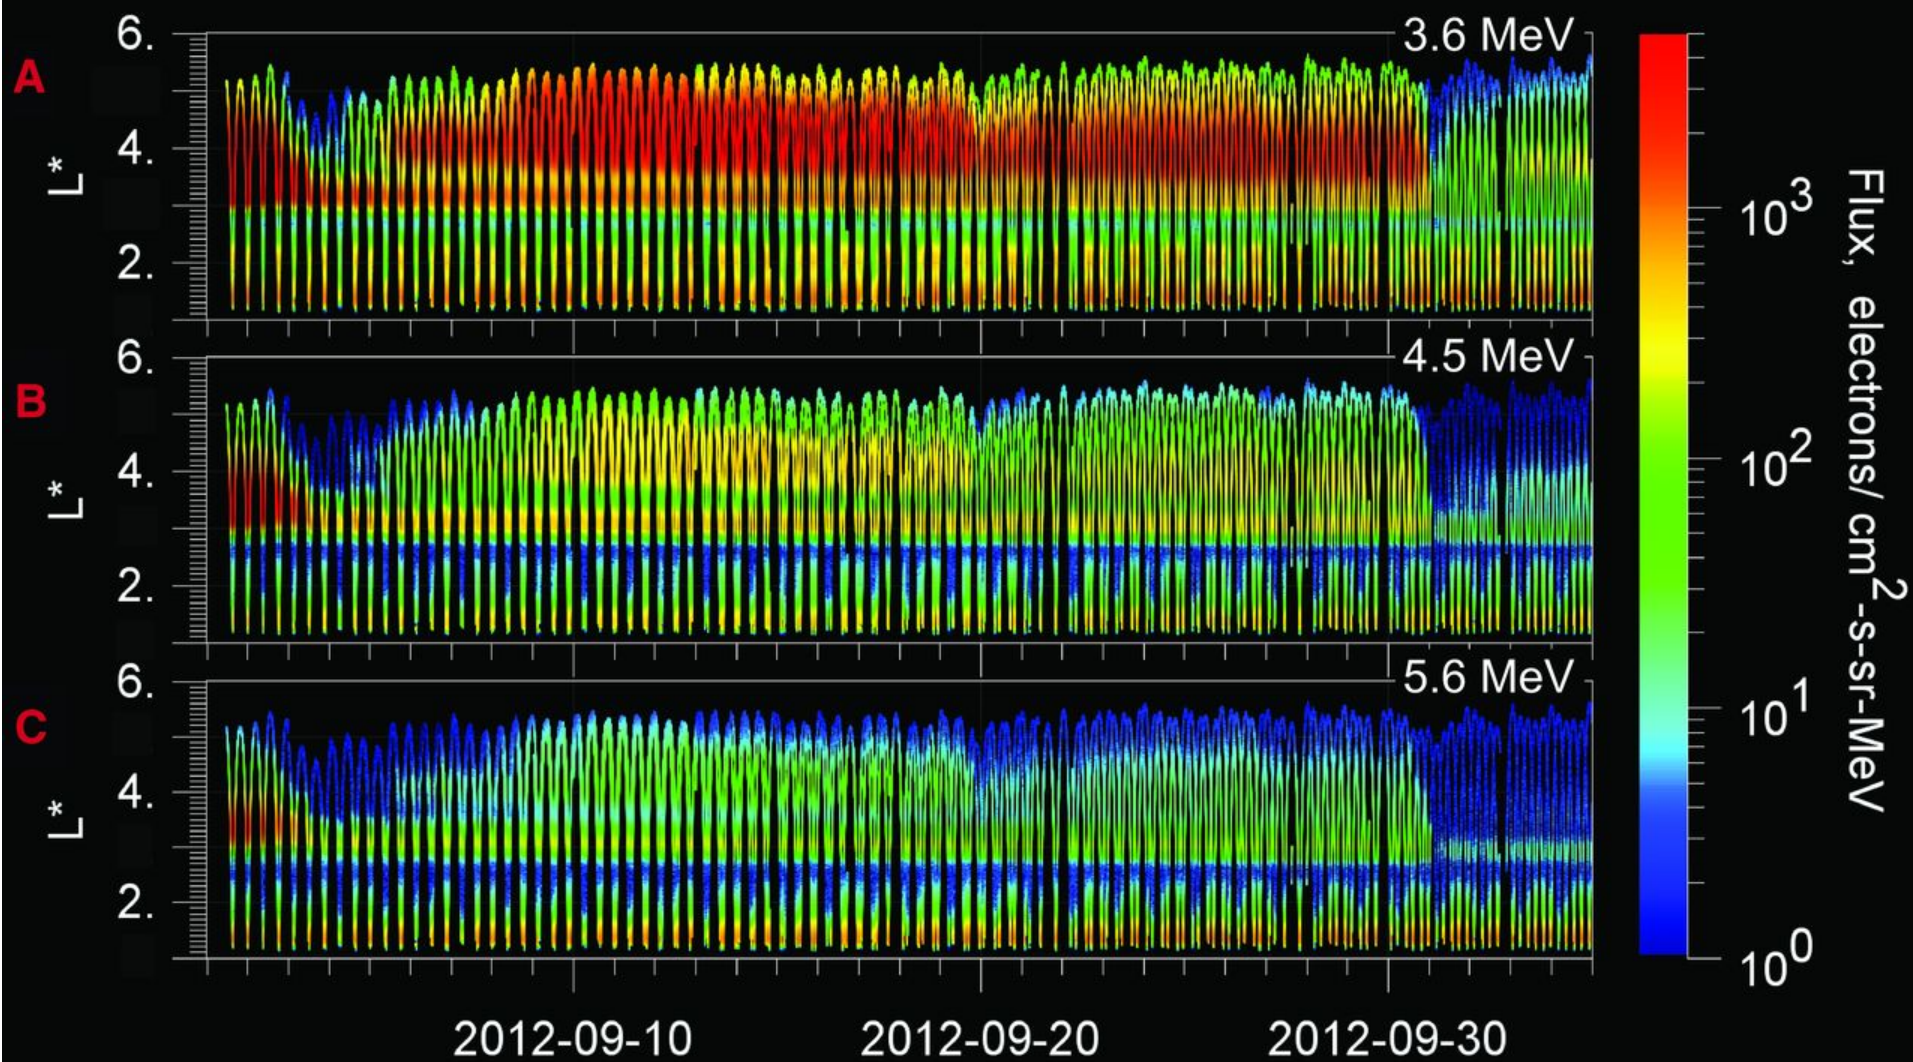 3.6 MeV
A
6.
4.
2.
L*
4.5 MeV
B
6.
4.
2.
L*
5.6 MeV
C
6.
4.
2.
L*
2012-09-10 2012-09-20 2012-09-30
10³
10²
10¹
10⁰
Flux, electrons/ cm²-s-sr-MeV